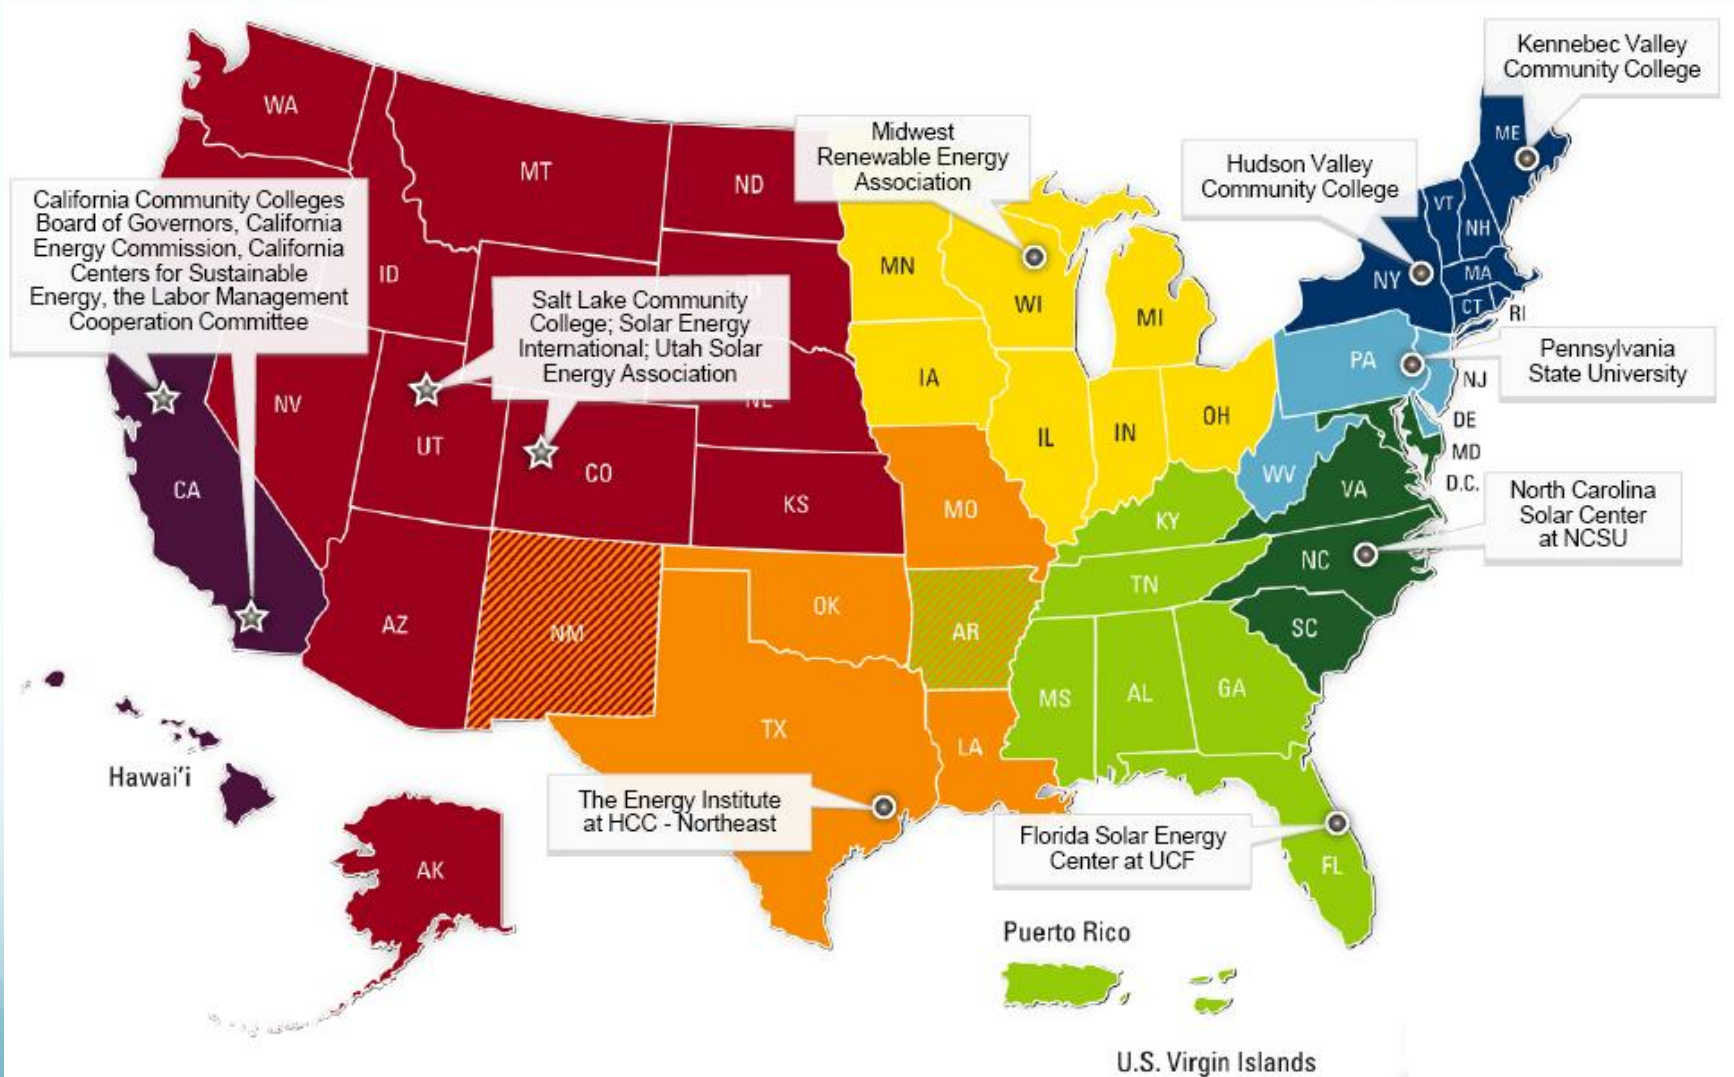 Kennebec Valley
Community College
ME
WA
MT
ND
Midwest
Renewable Energy
Association
Hudson Valley
Community College
VT
NH
California Community Colleges
Board of Governors, California
Energy Commission, California
Centers for Sustainable
Energy, the Labor Management
Cooperation Committee
ID
MN
WI
MI
NY
MA
CT
RI
SD
Salt Lake Community
College; Solar Energy
International; Utah Solar
Energy Association
Pennsylvania
State University
PA
NJ
NV
UT
CO
NE
IA
IL
IN
OH
DE
MD
D.C.
CA
KS
MO
KY
WV
VA
North Carolina
Solar Center
at NCSU
AZ
NM
OK
AR
TN
NC
SC
TX
LA
MS
AL
GA
Hawai'i
The Energy Institute
at HCC - Northeast
Florida Solar Energy
Center at UCF
FL
AK
Puerto Rico
U.S. Virgin Islands